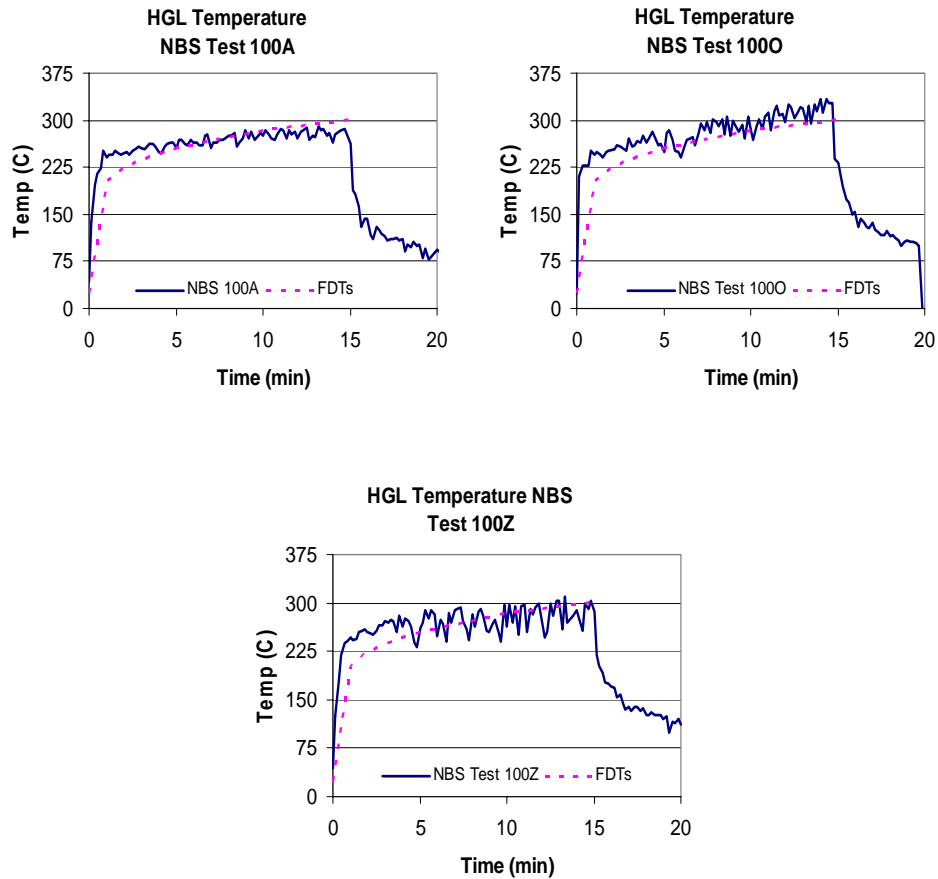 HGL Temperature
NBS Test 100A
Temp (C)
375
300
225
150
75
0
NBS 100A
FDTs
0 5 10 15 20
Time (min)
HGL Temperature
NBS Test 100O
Temp (C)
375
300
225
150
75
0
NBS Test 100O
FDTs
0 5 10 15 20
Time (min)
HGL Temperature NBS
Test 100Z
Temp (C)
375
300
225
150
75
0
NBS Test 100Z
FDTs
0 5 10 15 20
Time (min)